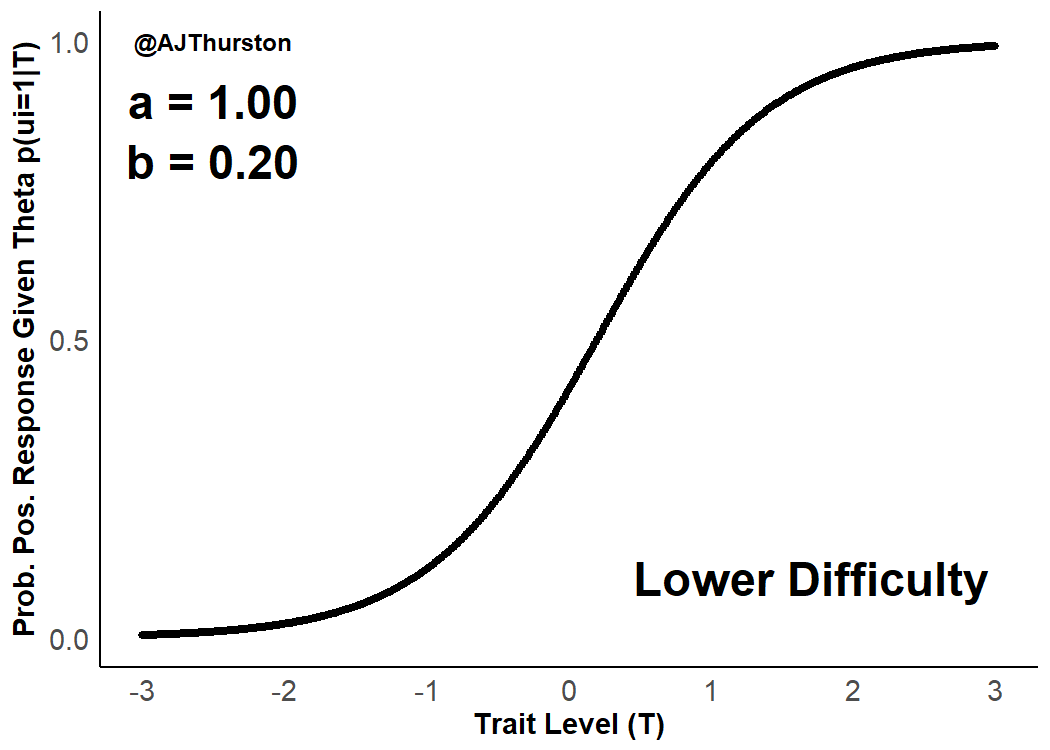 @AJThurston
a = 1.00
b = 0.20
Prob. Pos. Response Given Theta p(ui=1|T)
1.0
0.5
0.0
Lower Difficulty
-3 -2 -1 0 1 2 3
Trait Level (T)